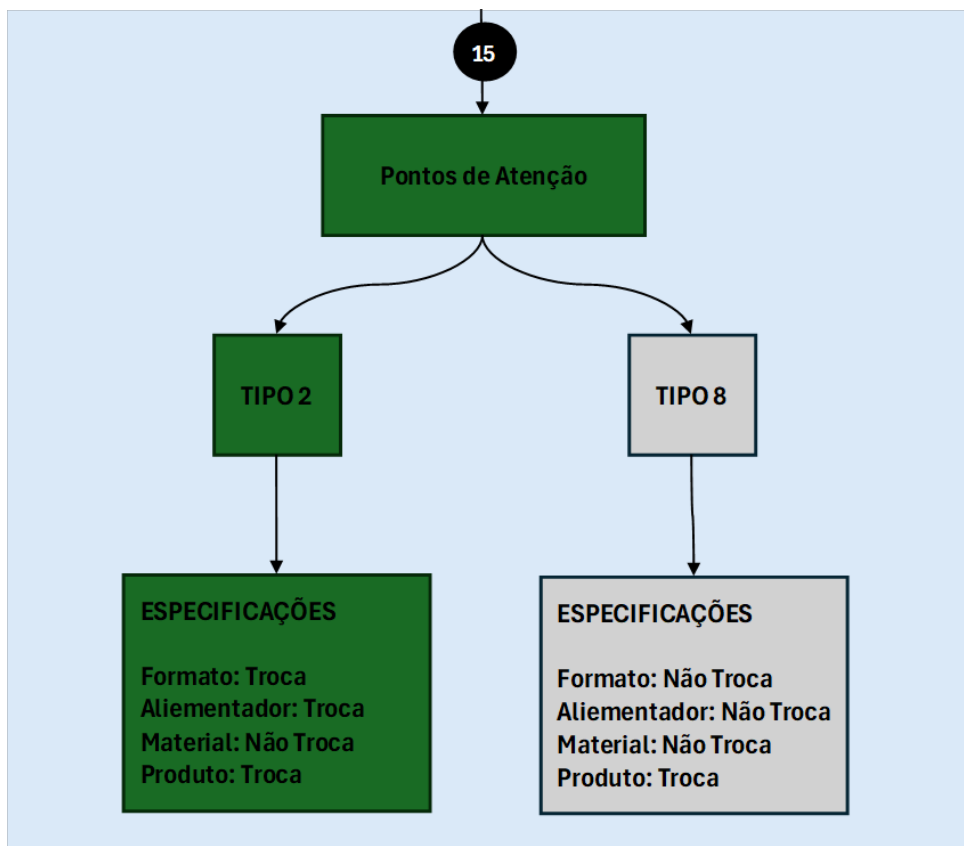 15
Pontos de Atenção
TIPO 2
TIPO 8
ESPECIFICAÇÕES
Formato: Troca
Aliementador: Troca
Material: Não Troca
Produto: Troca
ESPECIFICAÇÕES
Formato: Não Troca
Aliementador: Não Troca
Material: Não Troca
Produto: Troca